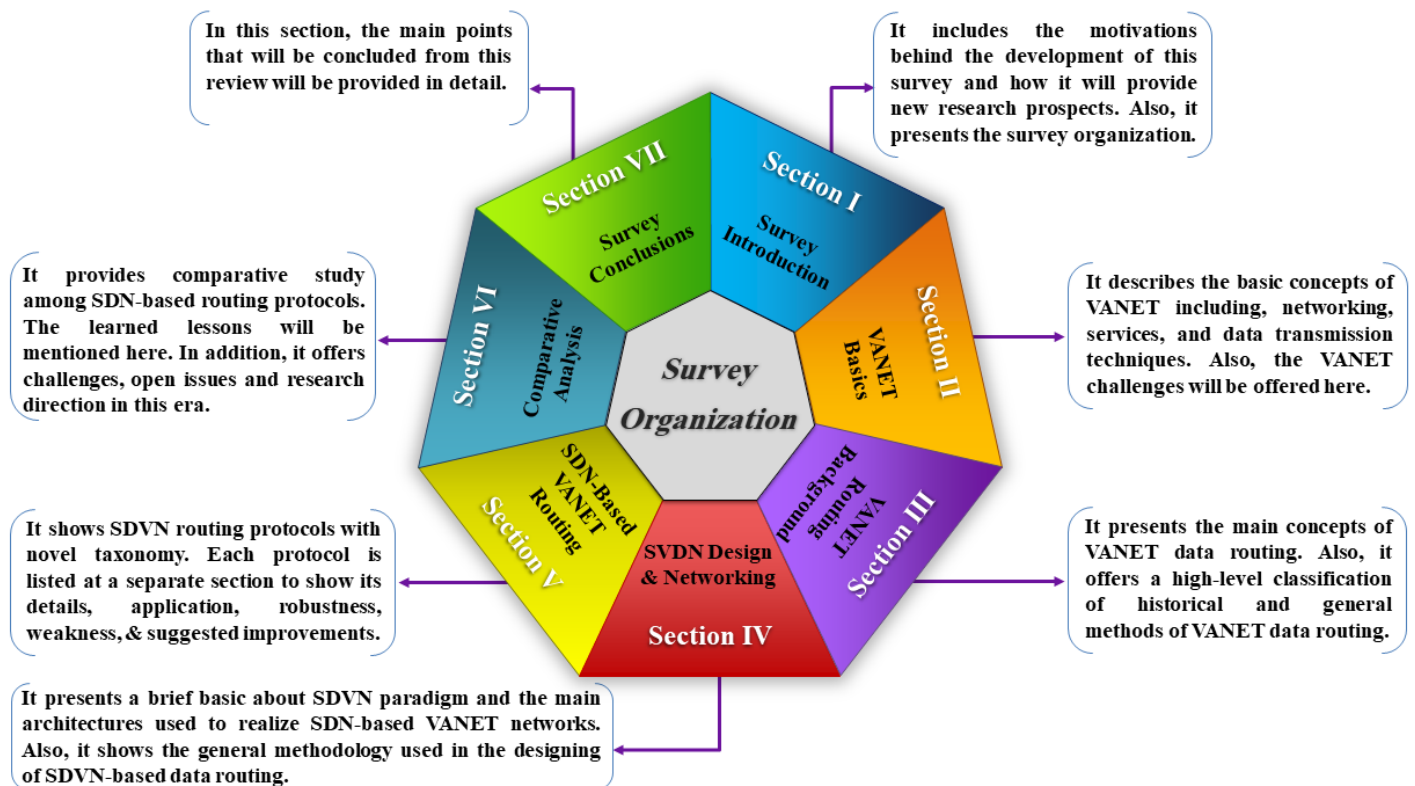 In this section, the main points
that will be concluded from this
review will be provided in detail.
It includes the motivations
behind the development of this
survey and how it will provide
new research prospects. Also, it
presents the survey organization.
Section VII
Survey
Conclusions
Section I
Survey
Introduction
It provides comparative study
among SDN-based routing protocols.
The learned lessons will be
mentioned here. In addition, it offers
challenges, open issues and research
direction in this era.
Section VI
Comparative
Analysis
Survey
Organization
Section II
VANET
Basics
It describes the basic concepts of
VANET including, networking,
services, and data transmission
techniques. Also, the VANET
challenges will be offered here.
It shows SDVN routing protocols with
novel taxonomy. Each protocol is
listed at a separate section to show its
details, application, robustness,
weakness, & suggested improvements.
Section V
SDN-Based
VANET
Routing
SVDN Design
& Networking
Section IV
Section III
VANET
Routing
Background
It presents the main concepts of
VANET data routing. Also, it
offers a high-level classification
of historical and general
methods of VANET data routing.
It presents a brief basic about SDVN paradigm and the main
architectures used to realize SDN-based VANET networks.
Also, it shows the general methodology used in the designing
of SDVN-based data routing.